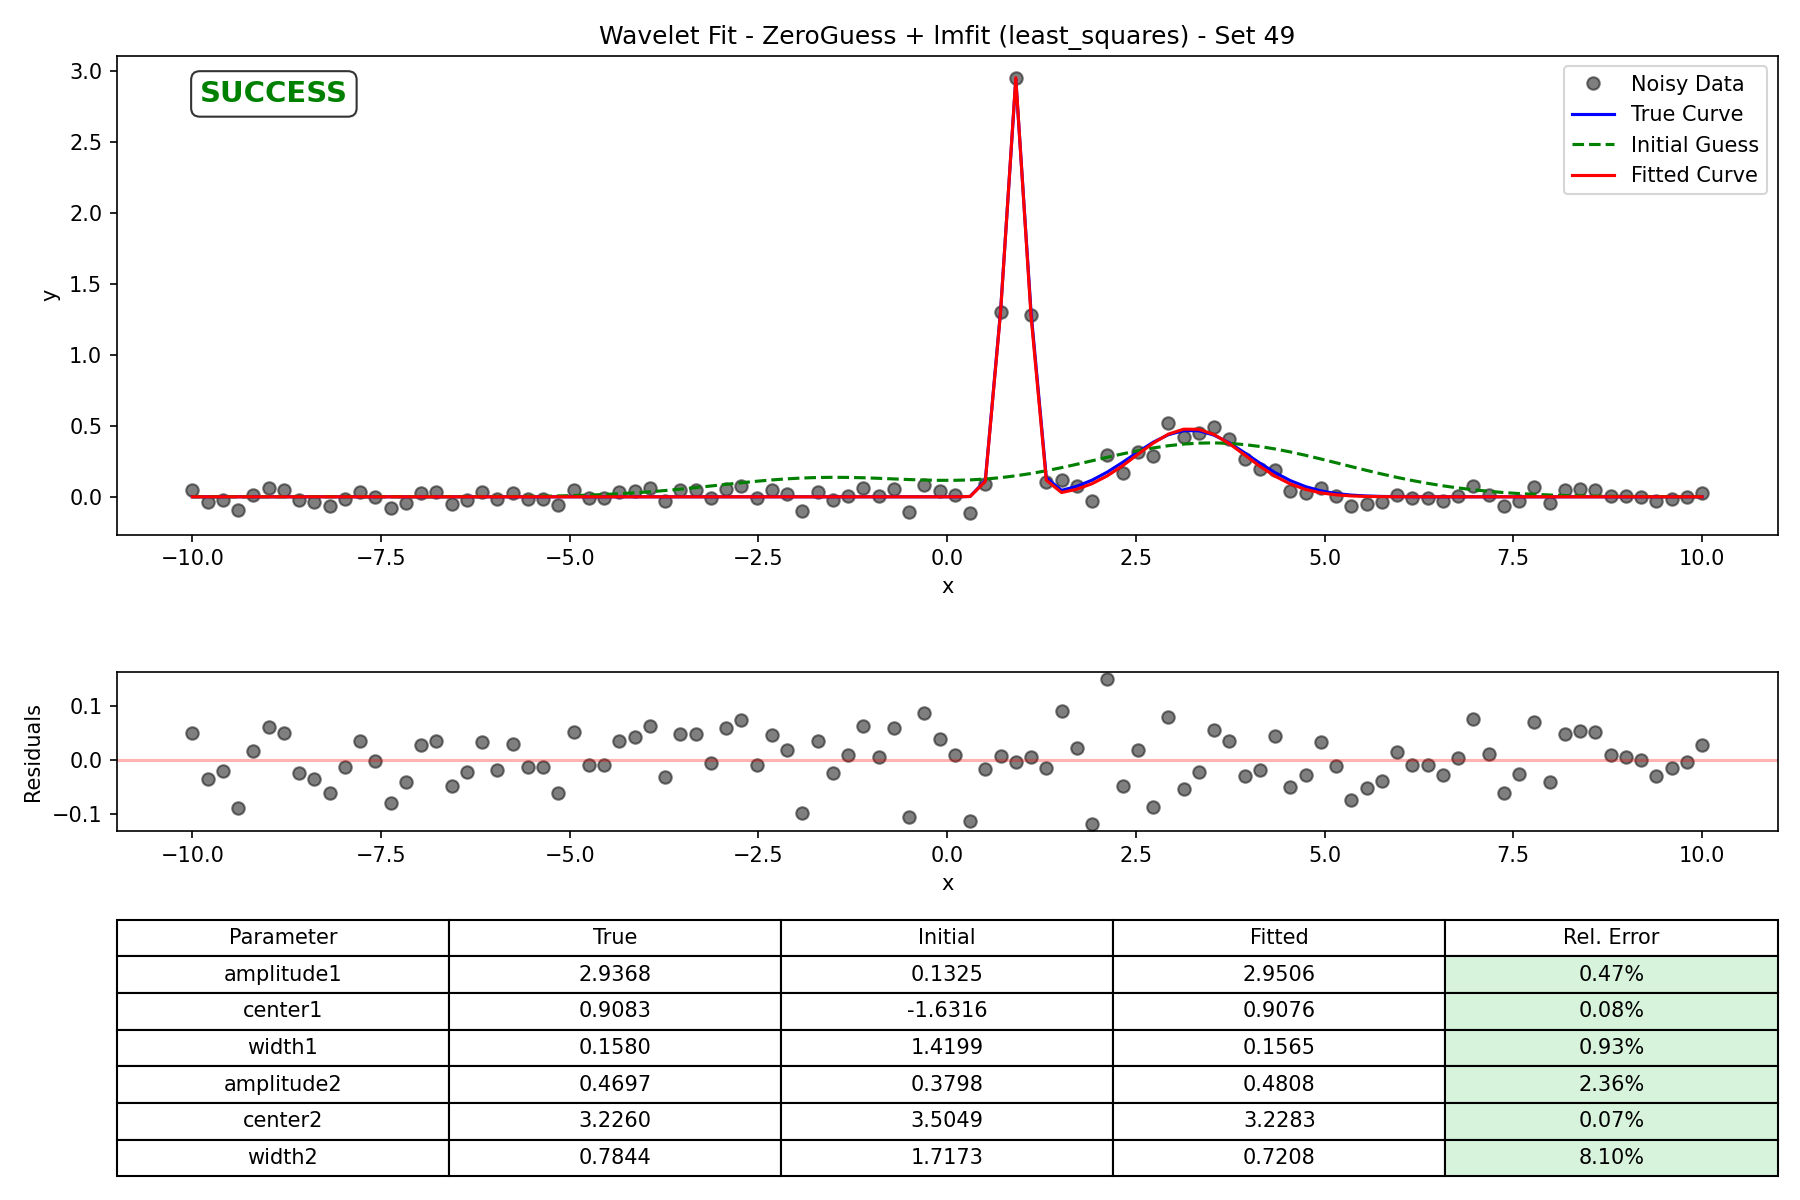 Wavelet Fit - ZeroGuess + lmfit (least_squares) - Set 49
SUCCESS
Noisy Data
True Curve
Initial Guess
Fitted Curve
3.0
2.5
2.0
1.5
1.0
0.5
0.0
y
−10.0 −7.5 −5.0 −2.5 0.0 2.5 5.0 7.5 10.0
x
0.1
0.0
−0.1
Residuals
−10.0 −7.5 −5.0 −2.5 0.0 2.5 5.0 7.5 10.0
x
Parameter True Initial Fitted Rel. Error
amplitude1 2.9368 0.1325 2.9506 0.47%
center1 0.9083 -1.6316 0.9076 0.08%
width1 0.1580 1.4199 0.1565 0.93%
amplitude2 0.4697 0.3798 0.4808 2.36%
center2 3.2260 3.5049 3.2283 0.07%
width2 0.7844 1.7173 0.7208 8.10%